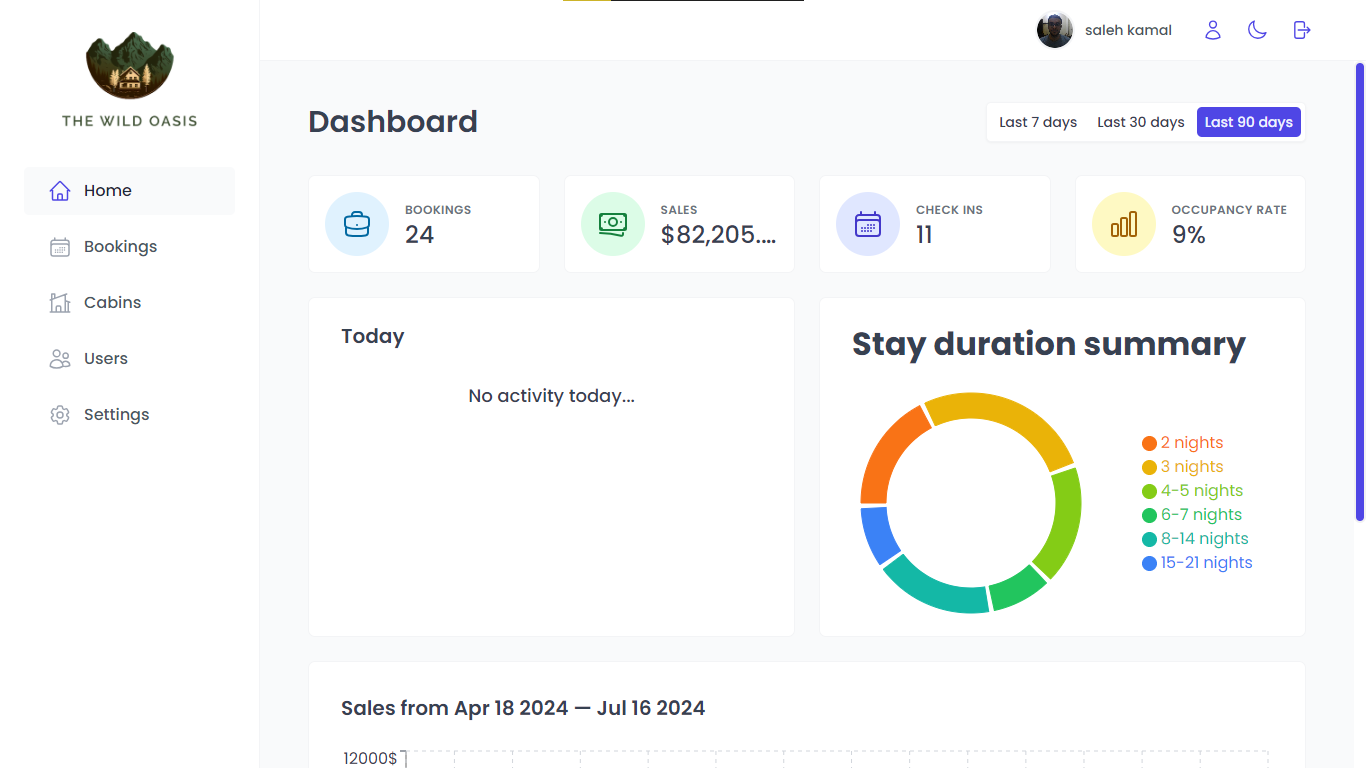 THE WILD OASIS
Home
Bookings
Cabins
Users
Settings
saleh kamal
Dashboard
Last 7 days Last 30 days Last 90 days
BOOKINGS
24
SALES
$82,205....
CHECK INS
11
OCCUPANCY RATE
9%
Today
No activity today...
Stay duration summary
2 nights
3 nights
4-5 nights
6-7 nights
8-14 nights
15-21 nights
Sales from Apr 18 2024 — Jul 16 2024
12000$